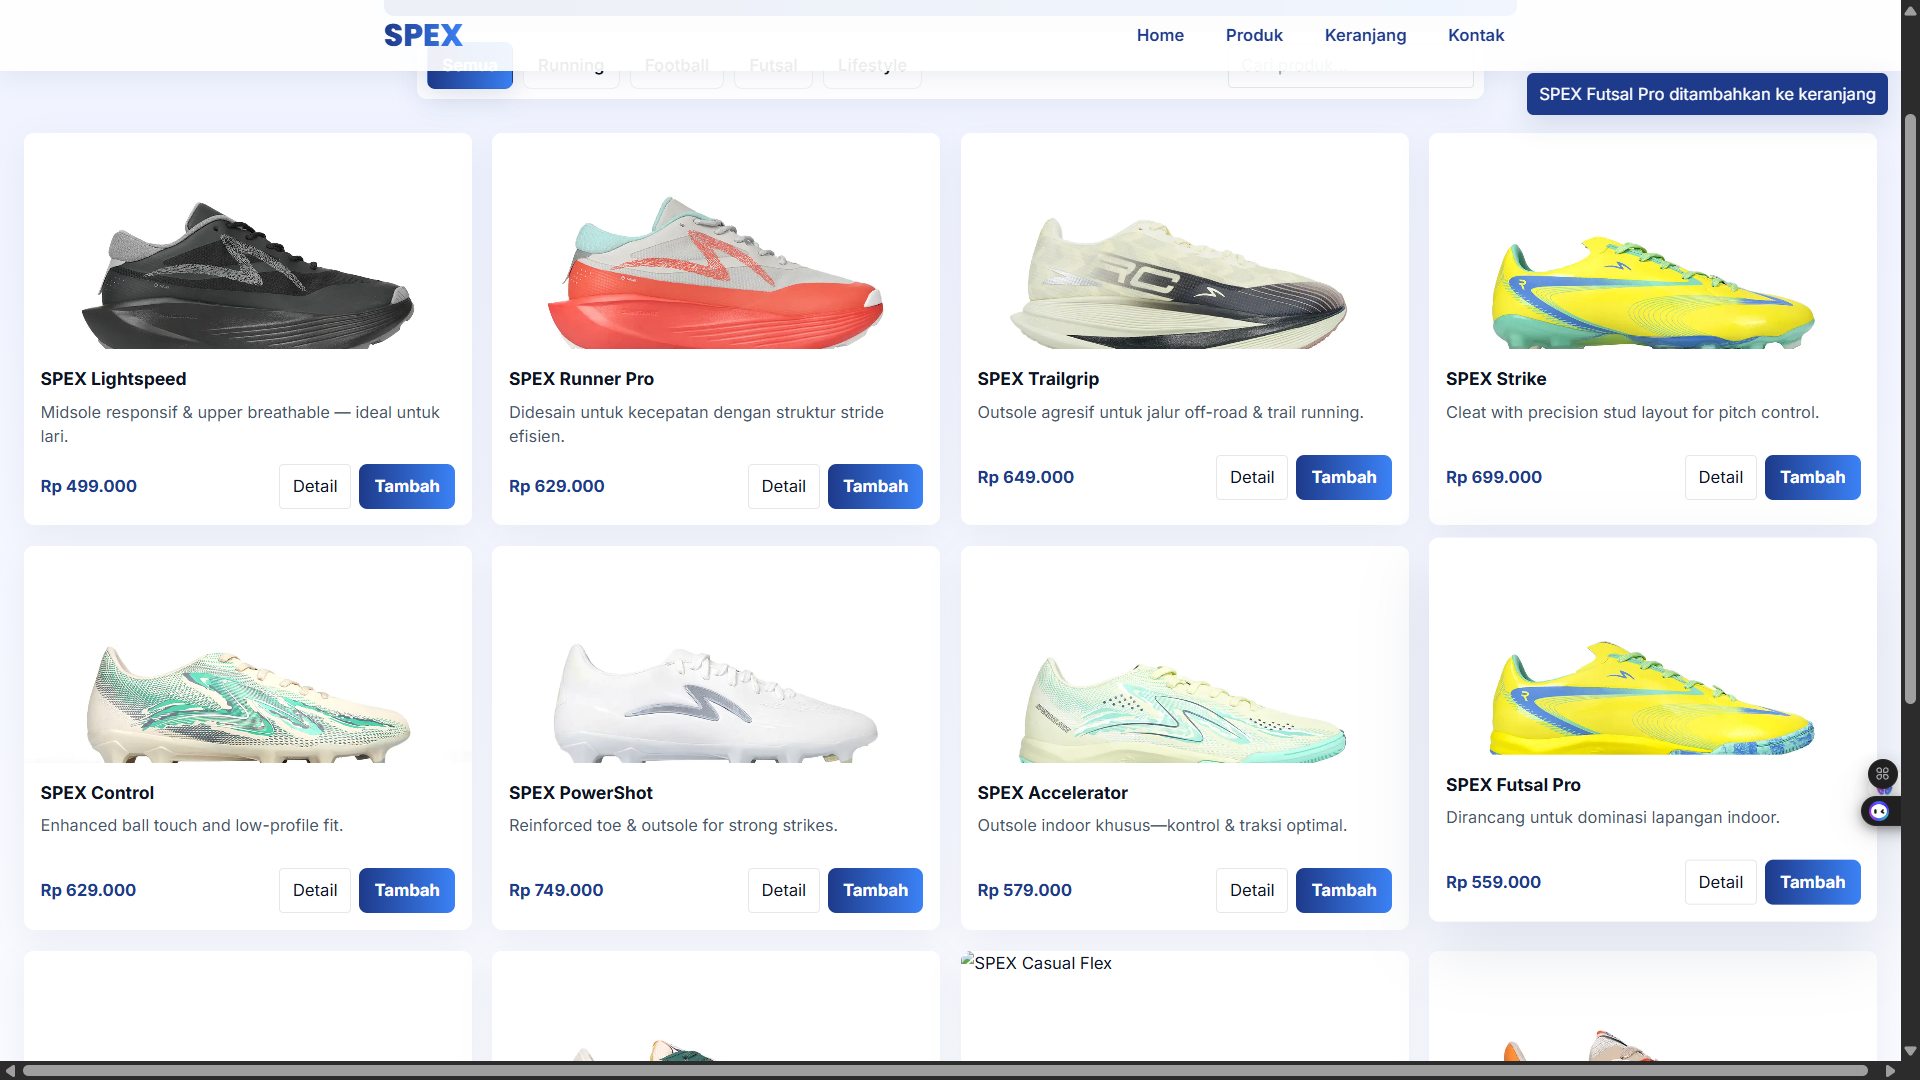 SPEX
Home
Produk
Keranjang
Kontak
Semua
Running
Football
Futsal
Lifestyle
Cari produk...
SPEX Futsal Pro ditambahkan ke keranjang
SPEX Lightspeed
Midsole responsif & upper breathable — ideal untuk
lari.
Rp 499.000
Detail
Tambah
SPEX Runner Pro
Didesain untuk kecepatan dengan struktur stride
efisien.
Rp 629.000
Detail
Tambah
RC
SPEX Trailgrip
Outsole agresif untuk jalur off-road & trail running.
Rp 649.000
Detail
Tambah
SPEX Strike
Cleat with precision stud layout for pitch control.
Rp 699.000
Detail
Tambah
SPEX Control
Enhanced ball touch and low-profile fit.
Rp 629.000
Detail
Tambah
SPEX PowerShot
Reinforced toe & outsole for strong strikes.
Rp 749.000
Detail
Tambah
SPEX Accelerator
Outsole indoor khusus—kontrol & traksi optimal.
Rp 579.000
Detail
Tambah
SPEX Futsal Pro
Dirancang untuk dominasi lapangan indoor.
Rp 559.000
Detail
Tambah
SPEX Casual Flex